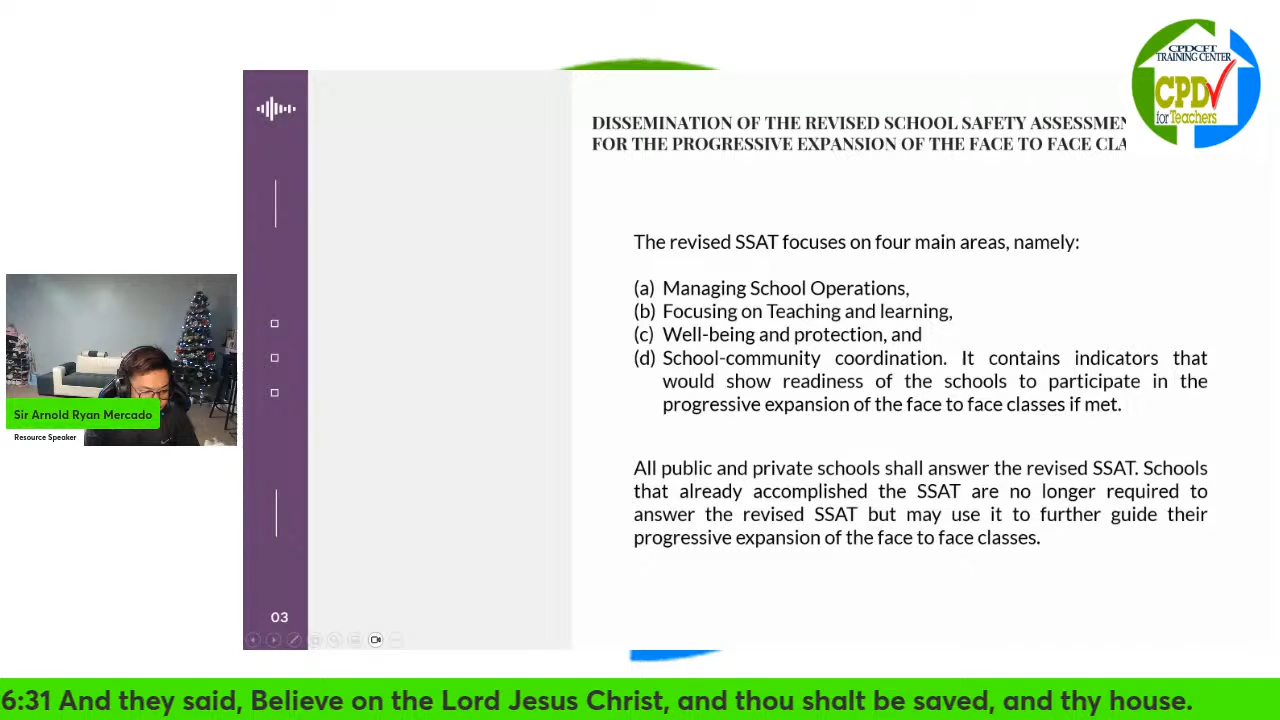 CPDCFT
TRAINING CENTER
CPD
for Teachers
DISSEMINATION OF THE REVISED SCHOOL SAFETY
FOR THE PROGRESSIVE EXPANSION OF THE FACE TO FACE
The revised SSAT focuses on four main areas, namely:
(a) Managing School Operations,
(b) Focusing on Teaching and learning,
(c) Well-being and protection, and
(d) School-community coordination. It contains indicators that
would show readiness of the schools to participate in the
progressive expansion of the face to face classes if met.
All public and private schools shall answer the revised SSAT. Schools
that already accomplished the SSAT are no longer required to
answer the revised SSAT but may use it to further guide their
progressive expansion of the face to face classes.
Sir Arnold Ryan Mercado
Resource Speaker
03
6:31 And they said, Believe on the Lord Jesus Christ, and thou shalt be saved, and thy house.